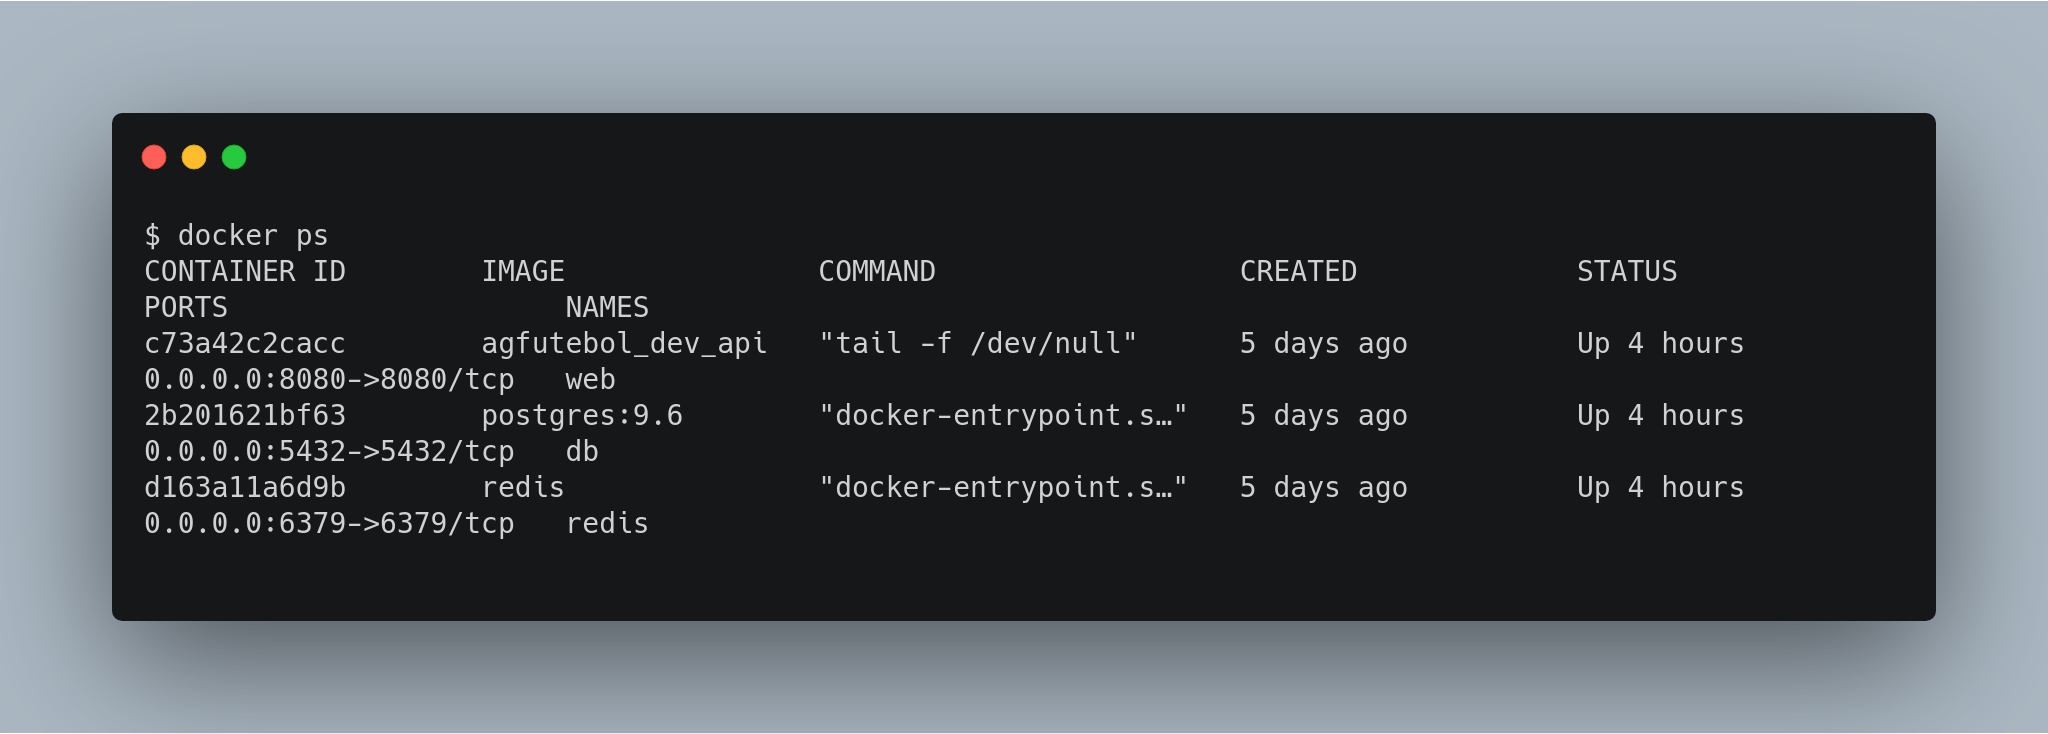 $ docker ps
CONTAINER ID        IMAGE               COMMAND                  CREATED             STATUS
PORTS                    NAMES
c73a42c2cacc        agfutebol_dev_api   "tail -f /dev/null"      5 days ago          Up 4 hours
0.0.0.0:8080->8080/tcp   web
2b201621bf63        postgres:9.6        "docker-entrypoint.s…"   5 days ago          Up 4 hours
0.0.0.0:5432->5432/tcp   db
d163a11a6d9b        redis               "docker-entrypoint.s…"   5 days ago          Up 4 hours
0.0.0.0:6379->6379/tcp   redis